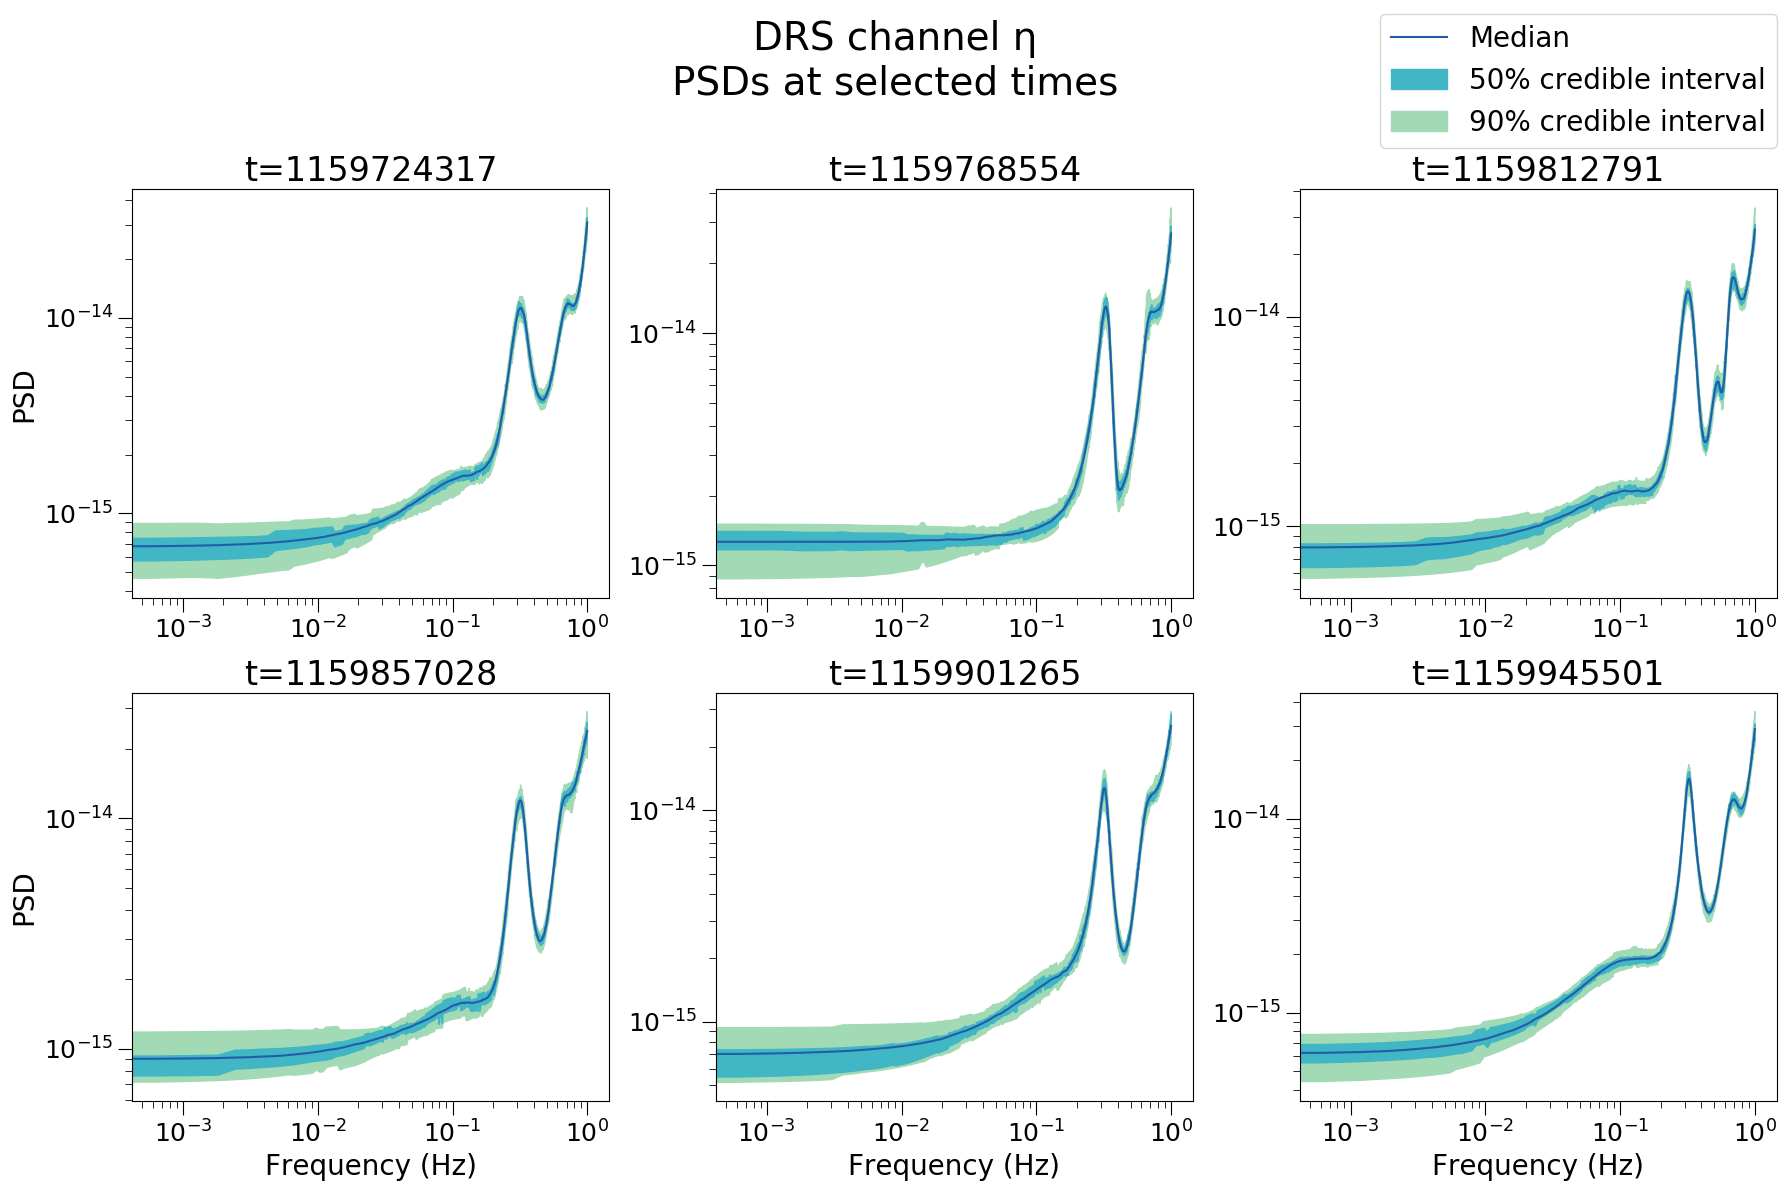 DRS channel η
PSDs at selected times
Median
50% credible interval
90% credible interval
t=1159724317
t=1159768554
t=1159812791
PSD
10⁻¹⁴
10⁻¹⁵
10⁻³ 10⁻² 10⁻¹ 10⁰
10⁻¹⁴
10⁻¹⁵
10⁻³ 10⁻² 10⁻¹ 10⁰
10⁻¹⁴
10⁻¹⁵
10⁻³ 10⁻² 10⁻¹ 10⁰
t=1159857028
t=1159901265
t=1159945501
PSD
10⁻¹⁴
10⁻¹⁵
10⁻³ 10⁻² 10⁻¹ 10⁰
Frequency (Hz)
10⁻¹⁴
10⁻¹⁵
10⁻³ 10⁻² 10⁻¹ 10⁰
Frequency (Hz)
10⁻¹⁴
10⁻¹⁵
10⁻³ 10⁻² 10⁻¹ 10⁰
Frequency (Hz)